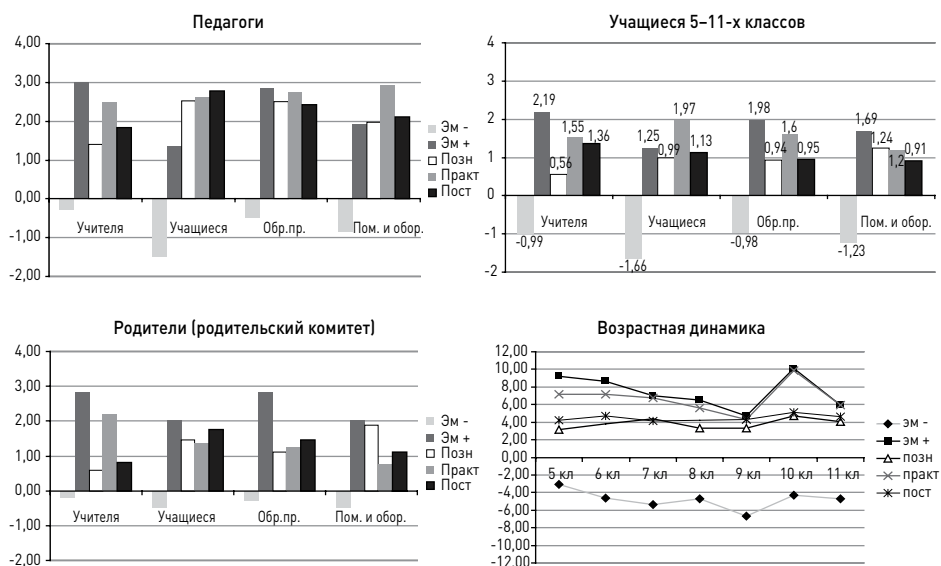 Педагоги
4,00
3,00
2,00
1,00
0,00
-1,00
-2,00
Учителя
Учащиеся
Обр.пр.
Пом. и обор.
Эм -
Эм +
Позн
Практ
Пост
Учащиеся 5–11-х классов
4
3
2
1
0
-1
-2
2,19
0,56
1,55
1,36
1,25
0,99
1,97
1,13
1,98
0,94
1,6
0,95
1,69
1,24
1,2
0,91
Учителя
Учащиеся
Обр.пр.
Пом. и обор.
-0,99
-1,66
-0,98
-1,23
Родители (родительский комитет)
4,00
3,00
2,00
1,00
0,00
-1,00
-2,00
Учителя
Учащиеся
Обр.пр.
Пом. и обор.
Эм -
Эм +
Позн
Практ
Пост
Возрастная динамика
12,00
10,00
8,00
6,00
4,00
2,00
0,00
-2,00
-4,00
-6,00
-8,00
-10,00
-12,00
5 кл
6 кл
7 кл
8 кл
9 кл
10 кл
11 кл
эм -
эм +
позн
практ
пост